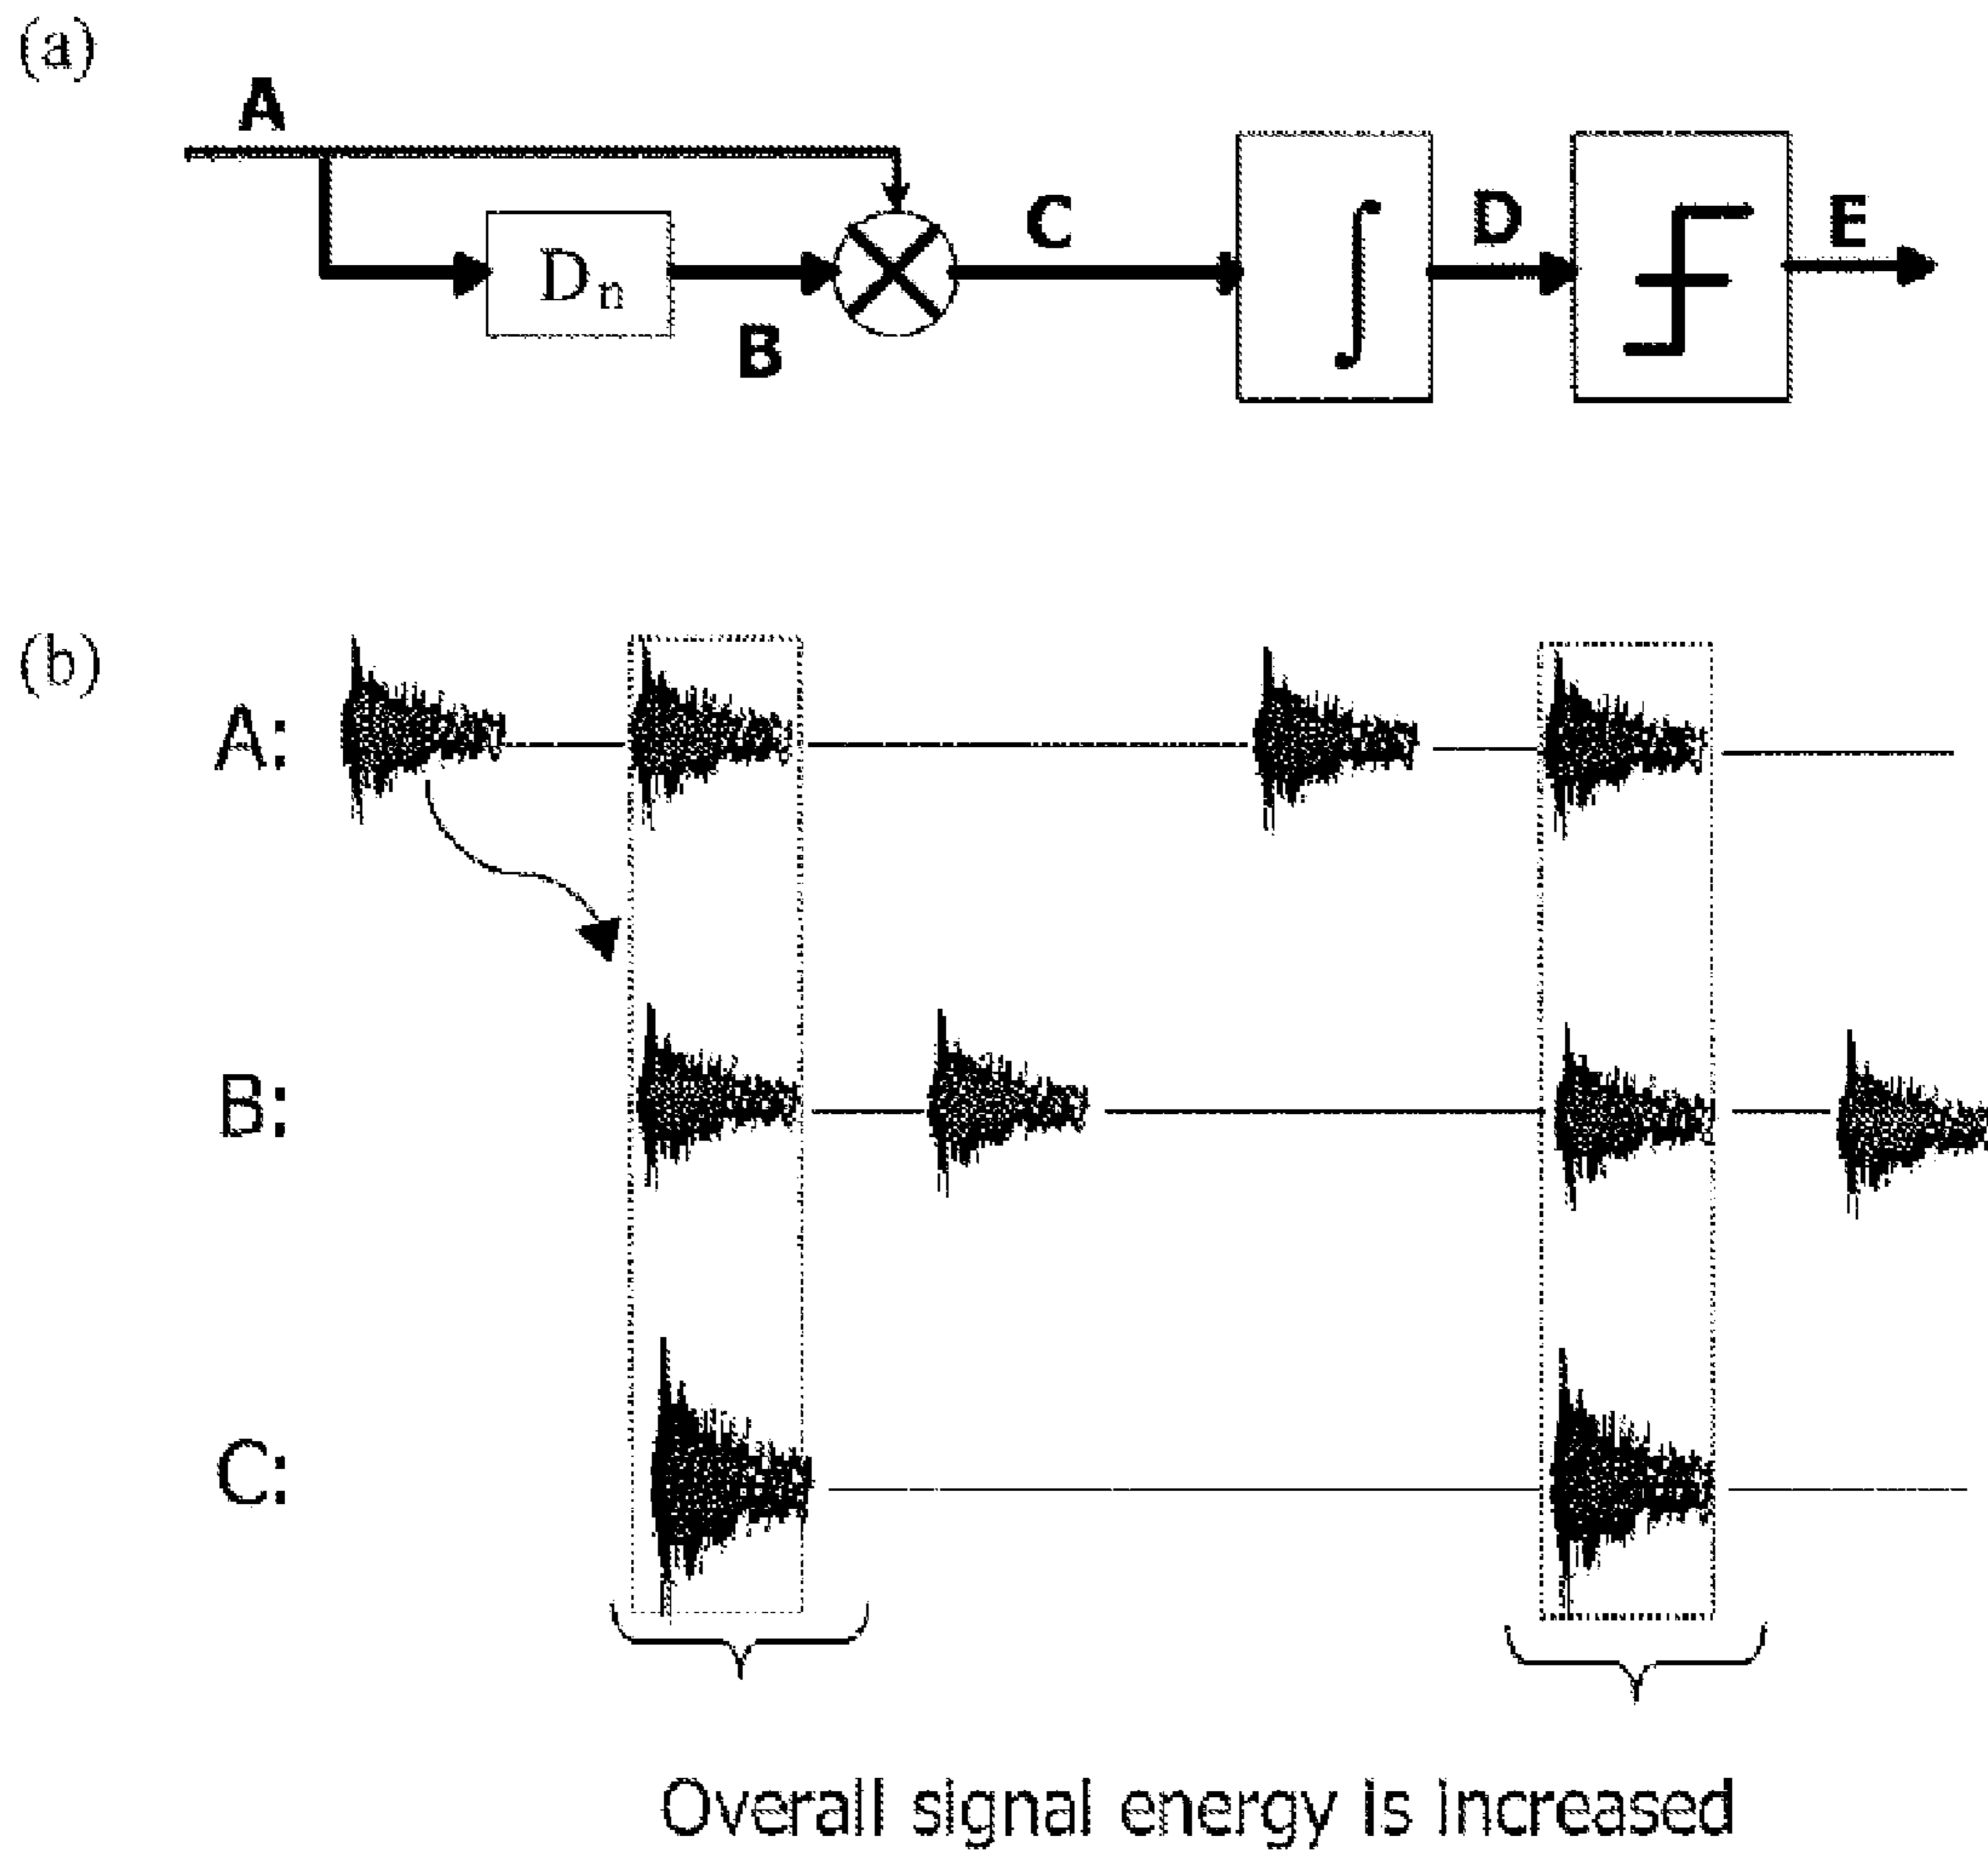 (a)
A
C
D
E
Dn
B
∫
(b)
A:
B:
C:
Overall signal energy is increased